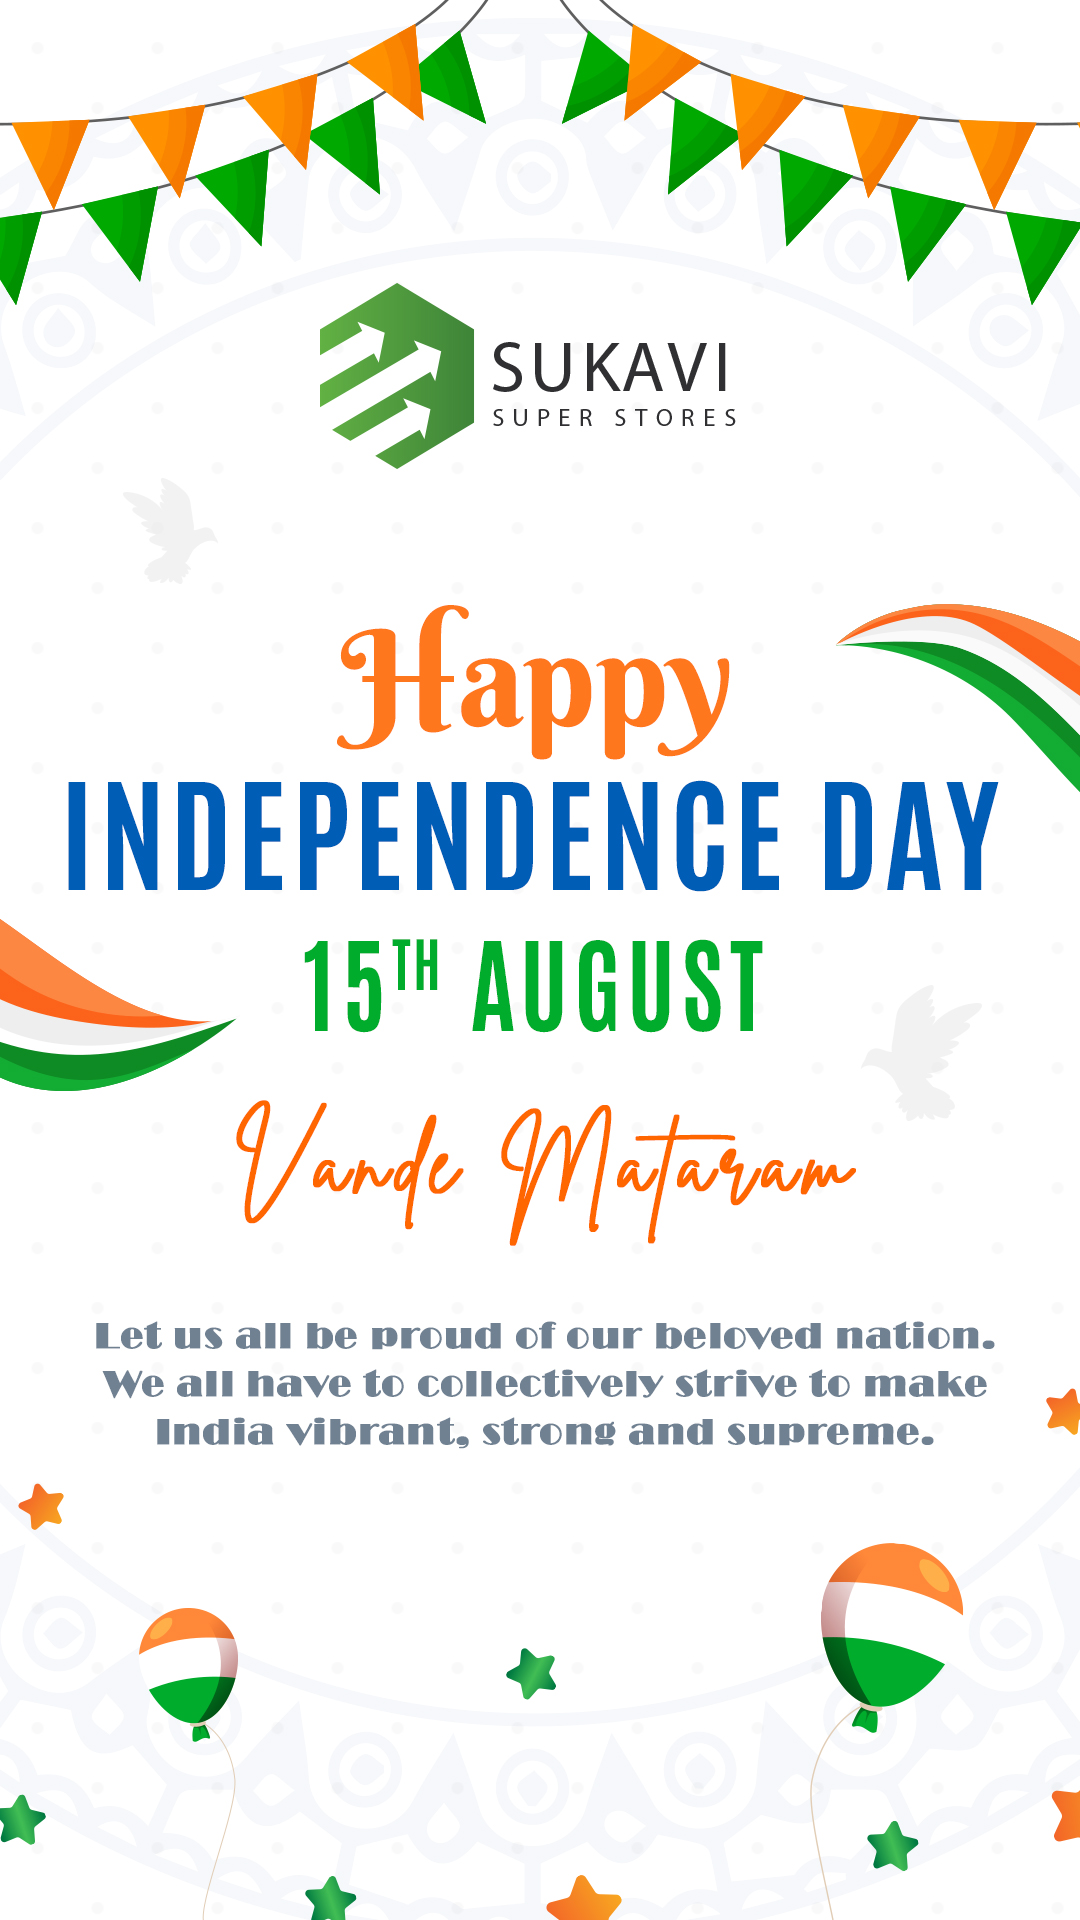 SUKAVI
SUPER STORES
Happy
INDEPENDENCE DAY
15TH AUGUST
Vande Mataram
Let us all be proud of our beloved nation.
We all have to collectively strive to make
India vibrant, strong and supreme.